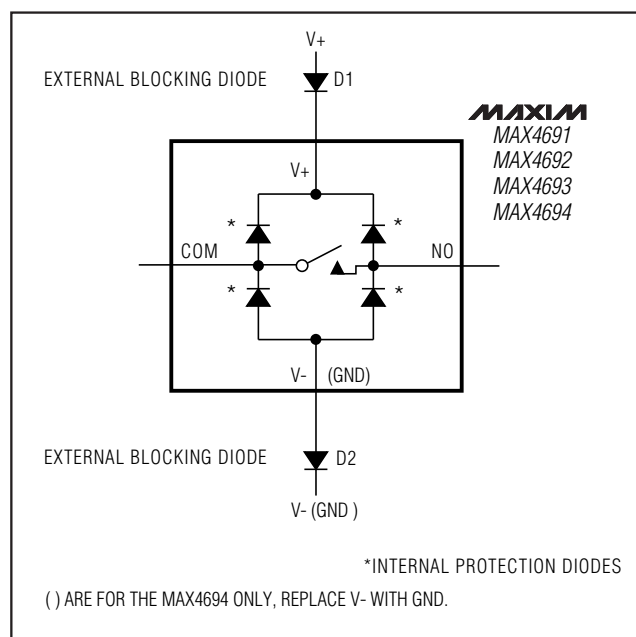 V+
EXTERNAL BLOCKING DIODE D1
MAXIM
MAX4691
MAX4692
MAX4693
MAX4694
V+
* *
COM NO
* *
V- (GND)
EXTERNAL BLOCKING DIODE D2
V- (GND )
*INTERNAL PROTECTION DIODES
( ) ARE FOR THE MAX4694 ONLY, REPLACE V- WITH GND.